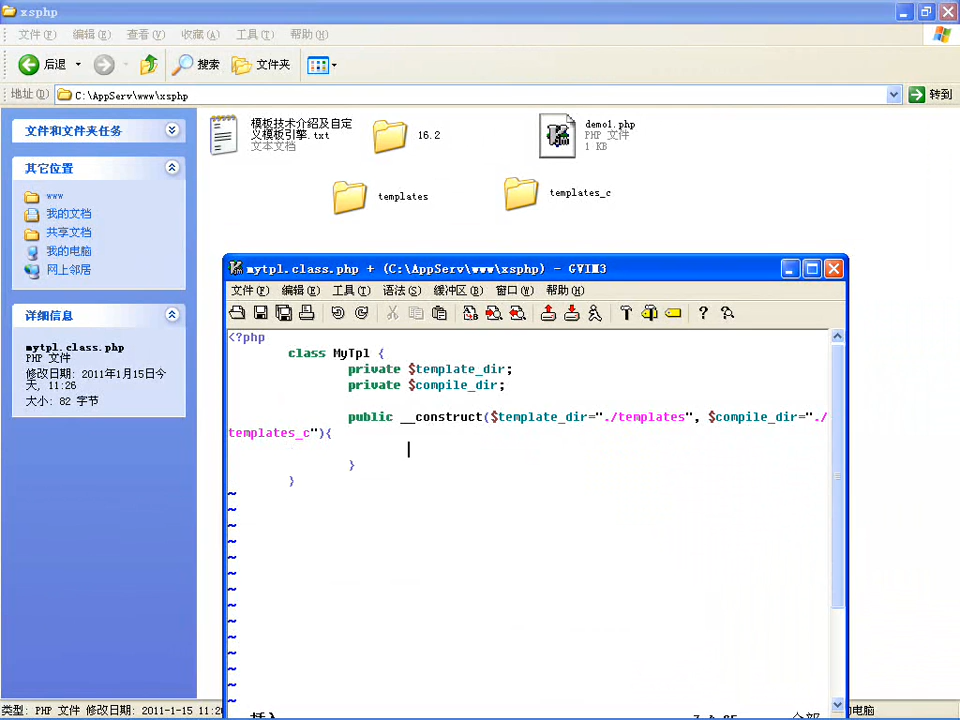 xsphp
文件(F) 编辑(E) 查看(V) 收藏(A) 工具(T) 帮助(H)
后退 搜索 文件夹
地址(D) C:\AppServ\www\xsphp 转到
文件和文件夹任务
其它位置
www
我的文档
共享文档
我的电脑
网上邻居
详细信息
mytpl.class.php
PHP 文件
修改日期: 2011年1月15日今
天, 11:26
大小: 82 字节
模板技术介绍及自定
义模板引擎.txt
文本文档
16.2
demo1.php
PHP 文件
1 KB
templates
templates_c
mytpl.class.php + (C:\AppServ\www\xsphp) - GVIM3
文件(F) 编辑(E) 工具(T) 语法(S) 缓冲区(B) 窗口(W) 帮助(H)
<?php
class MyTpl {
private $template_dir;
private $compile_dir;
public __construct($template_dir="./templates", $compile_dir="./
templates_c"){
}
}
~
~
~
~
~
~
~
~
~
~
~
~
~
~
类型: PHP 文件 修改日期: 2011-1-15 11:26
的电脑